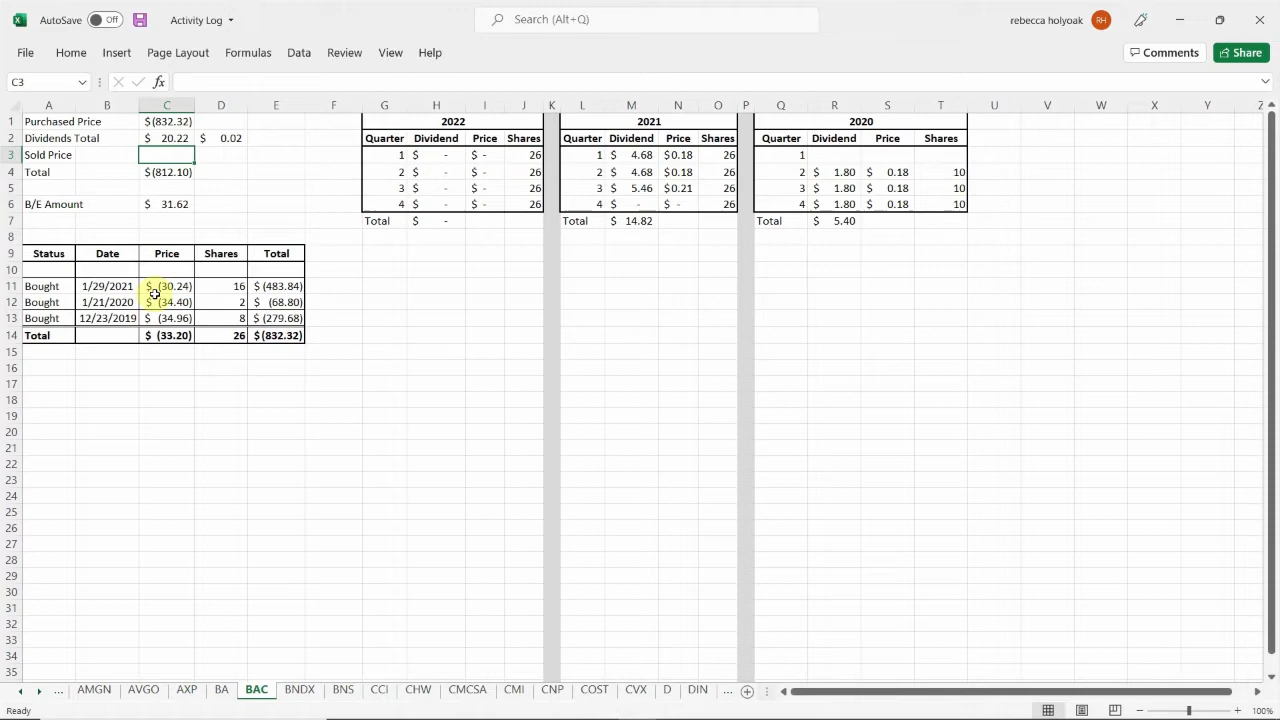 AutoSave Off Activity Log Search (Alt+Q) rebecca holyoak RH
File Home Insert Page Layout Formulas Data Review View Help Comments Share
C3 fx
A B C D E F G H I J K L M N O P Q R S T U V W X Y Z
1 Purchased Price $(832.32) 2022 2021 2020
2 Dividends Total $ 20.22 $ 0.02 Quarter Dividend Price Shares Quarter Dividend Price Shares Quarter Dividend Price Shares
3 Sold Price 1 $ - $ - 26 1 $ 4.68 $0.18 26 1
4 Total $(812.10) 2 $ - $ - 26 2 $ 4.68 $0.18 26 2 $ 1.80 $ 0.18 10
5 3 $ - $ - 26 3 $ 5.46 $0.21 26 3 $ 1.80 $ 0.18 10
6 B/E Amount $ 31.62 4 $ - $ - 26 4 $ - $ - 26 4 $ 1.80 $ 0.18 10
7 Total $ - Total $ 14.82 Total $ 5.40
8
9 Status Date Price Shares Total
10
11 Bought 1/29/2021 $ (30.24) 16 $ (483.84)
12 Bought 1/21/2020 $ (34.40) 2 $ (68.80)
13 Bought 12/23/2019 $ (34.96) 8 $ (279.68)
14 Total $ (33.20) 26 $(832.32)
15
16
17
18
19
20
21
22
23
24
25
26
27
28
29
30
31
32
33
34
35
... AMGN AVGO AXP BA BAC BNDX BNS CCI CHW CMCSA CMI CNP COST CVX D DIN ...
Ready 100%